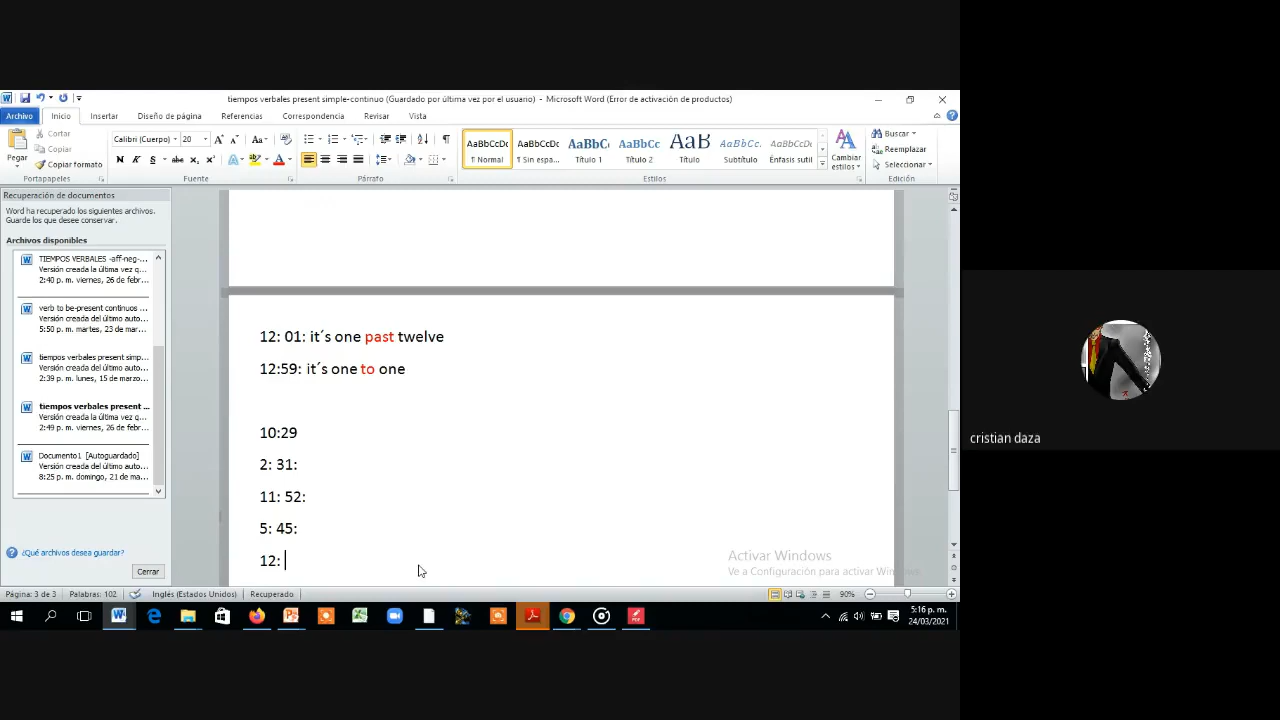 tiempos verbales present simple-continuo (Guardado por última vez por el usuario) - Microsoft Word (Error de activación de productos)
Archivo Inicio Insertar Diseño de página Referencias Correspondencia Revisar Vista
Pegar
Cortar
Copiar
Copiar formato
Portapapeles
Calibri (Cuerpo) 20
Fuente
Párrafo
AaBbCcDc AaBbCcDc AaBbC AaBbCc AaB AaBbCc. AaBbCcDc
¶ Normal ¶ Sin espa... Título 1 Título 2 Título Subtítulo Énfasis sutil
Estilos
Cambiar estilos
Buscar
Reemplazar
Seleccionar
Edición
Recuperación de documentos
Word ha recuperado los siguientes archivos.
Guarde los que desee conservar.
Archivos disponibles
TIEMPOS VERBALES -aff-neg-...
Versión creada la última vez q...
2:40 p. m. viernes, 26 de febr...
verb to be-present continuos ...
Versión creada del último auto...
5:50 p. m. martes, 23 de mar...
tiempos verbales present simp...
Versión creada del último auto...
2:39 p. m. lunes, 15 de marzo...
tiempos verbales present ...
Versión creada la última vez q...
2:49 p. m. viernes, 26 de febr...
Documento1 [Autoguardado]
Versión creada del último auto...
8:25 p. m. domingo, 21 de ma...
¿Qué archivos desea guardar?
Cerrar
12: 01: it´s one past twelve
12:59: it´s one to one
10:29
2: 31:
11: 52:
5: 45:
12:
Activar Windows
Ve a Configuración para activar Windows.
Página: 3 de 3 Palabras: 102 Inglés (Estados Unidos) Recuperado 90%
5:16 p. m.
24/03/2021
cristian daza